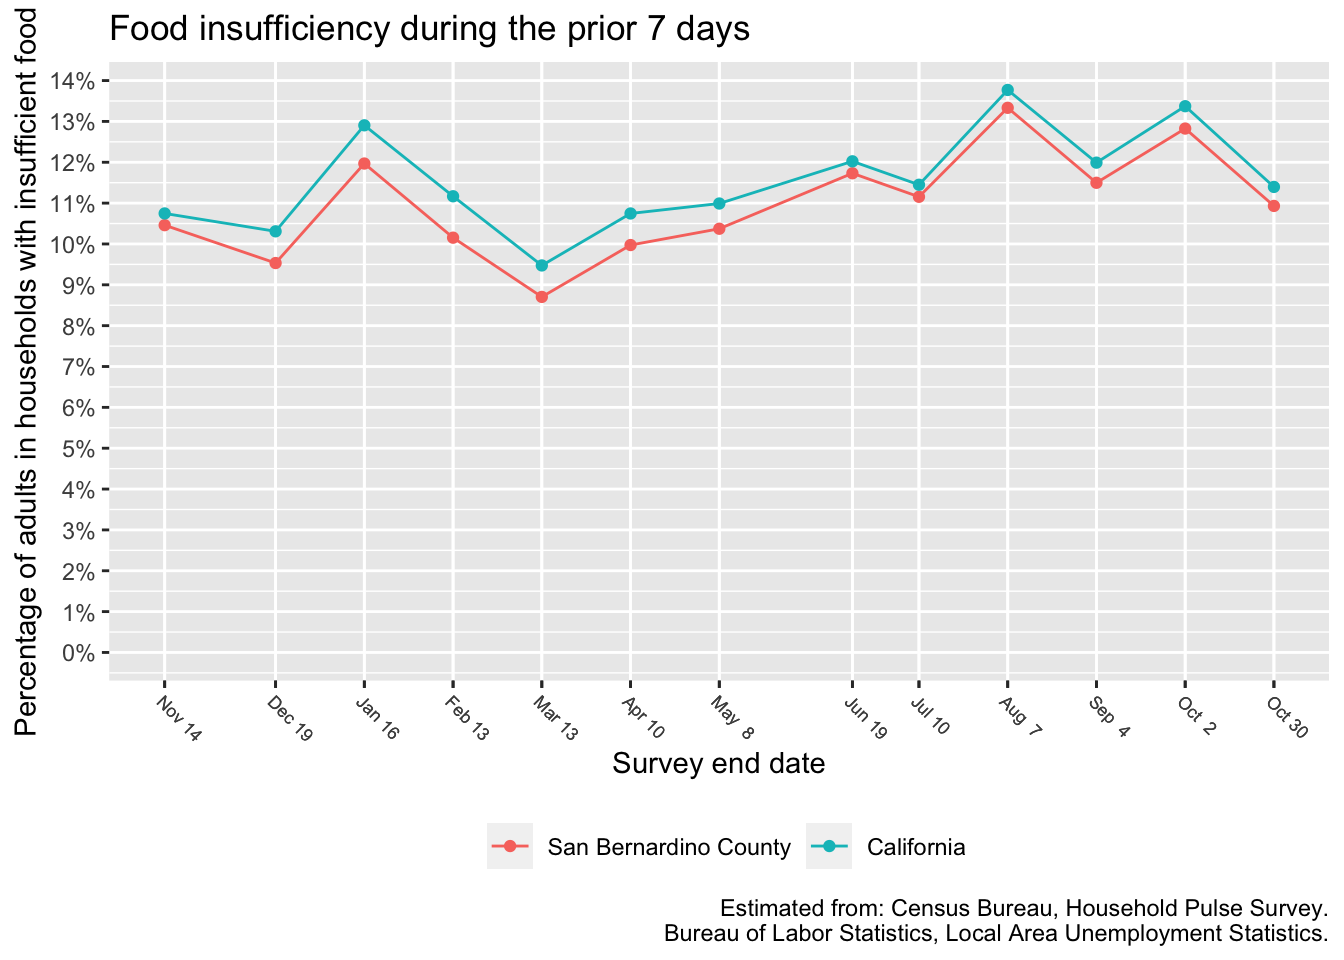 Food insufficiency during the prior 7 days
Percentage of adults in households with insufficient food
14%
13%
12%
11%
10%
9%
8%
7%
6%
5%
4%
3%
2%
1%
0%
Nov 14
Dec 19
Jan 16
Feb 13
Mar 13
Apr 10
May 8
Jun 19
Jul 10
Aug 7
Sep 4
Oct 2
Oct 30
Survey end date
San Bernardino County
California
Estimated from: Census Bureau, Household Pulse Survey.
Bureau of Labor Statistics, Local Area Unemployment Statistics.